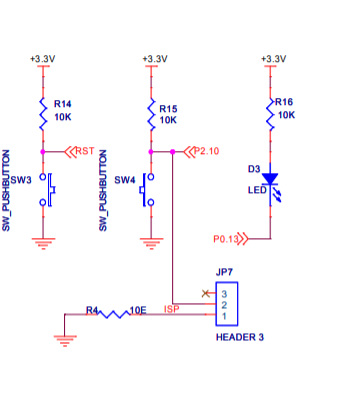 +3.3V
+3.3V
+3.3V
R14
10K
R15
10K
R16
10K
RST
P2.10
SW3
SW_PUSHBUTTON
SW4
SW_PUSHBUTTON
D3
LED
P0.13
JP7
3
2
1
R4
10E
ISP
HEADER 3